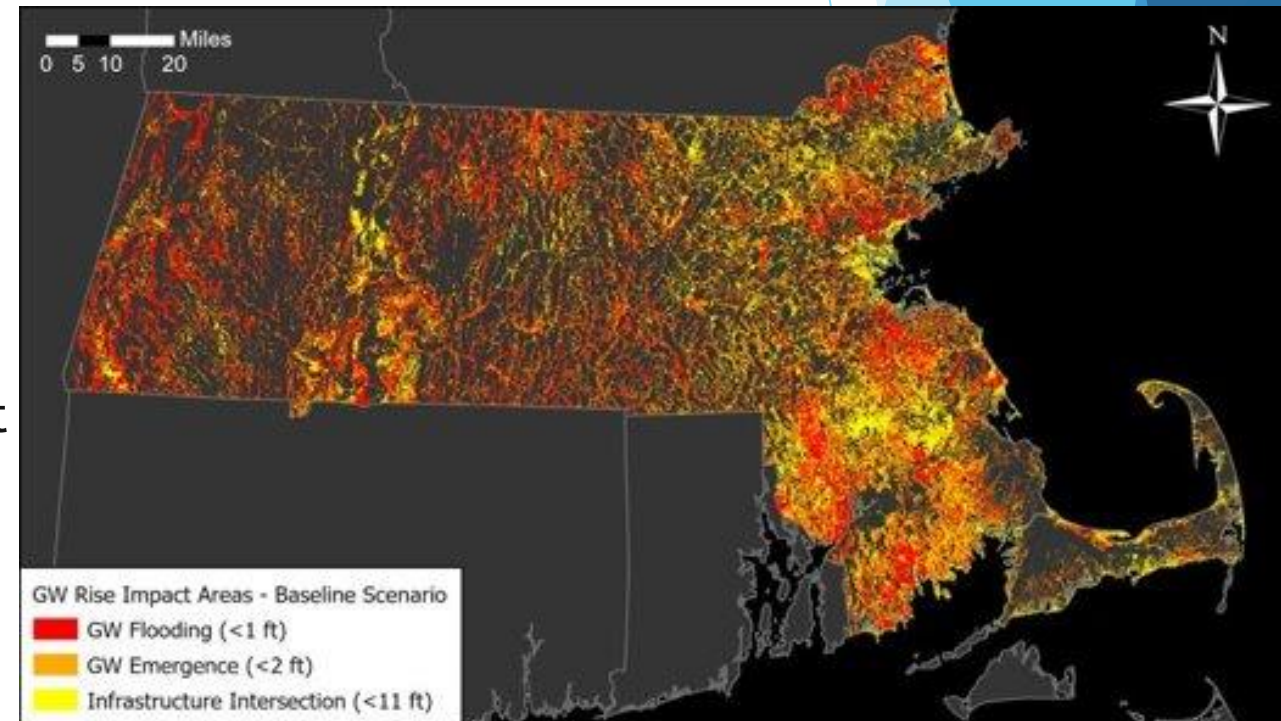 Miles
0 5 10 20
N
t
GW Rise Impact Areas - Baseline Scenario
GW Flooding (<1 ft)
GW Emergence (<2 ft)
Infrastructure Intersection (<11 ft)